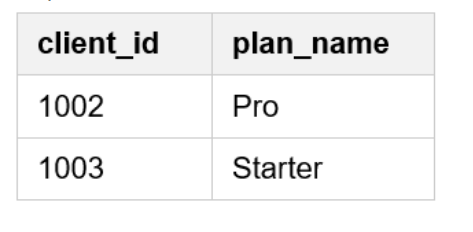 client_id plan_name
1002 Pro
1003 Starter